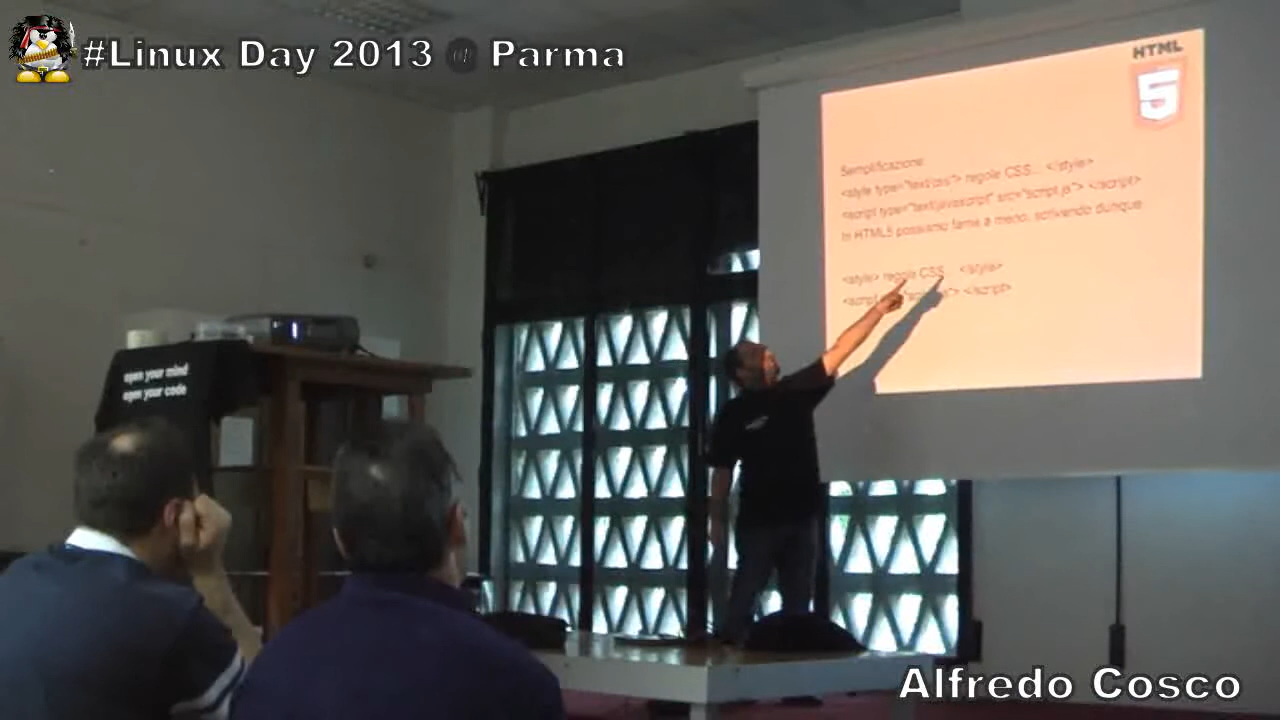 #Linux Day 2013 @ Parma
HTML
5
Semplificazione:
<style type="text/css"> regole CSS... </style>
<script type="text/javascript" src="script.js"> </script>
In HTML5 possiamo farne a meno, scrivendo dunque
<style> regole CSS... </style>
<script "> </script>
open your mind
open your code
Alfredo Cosco